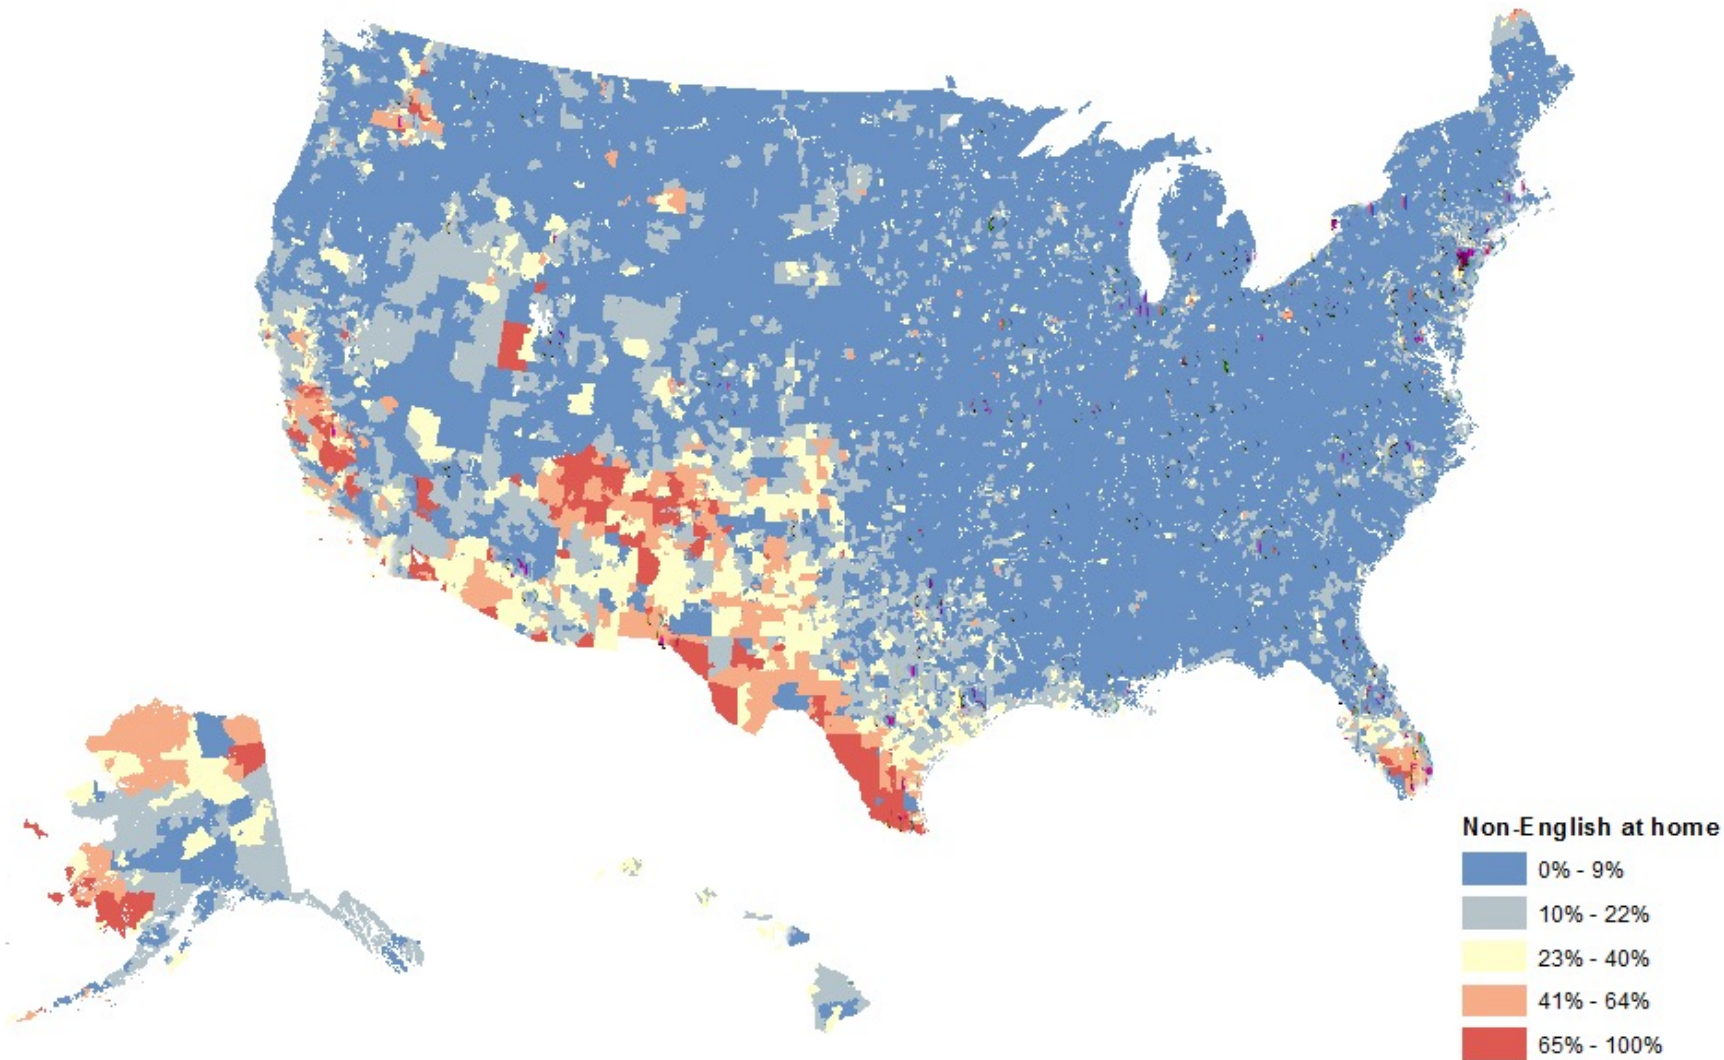 Non-English at home
0% - 9%
10% - 22%
23% - 40%
41% - 64%
65% - 100%